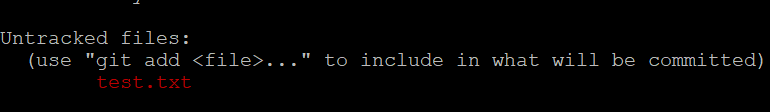 Untracked files:
  (use "git add <file>..." to include in what will be committed)
        test.txt